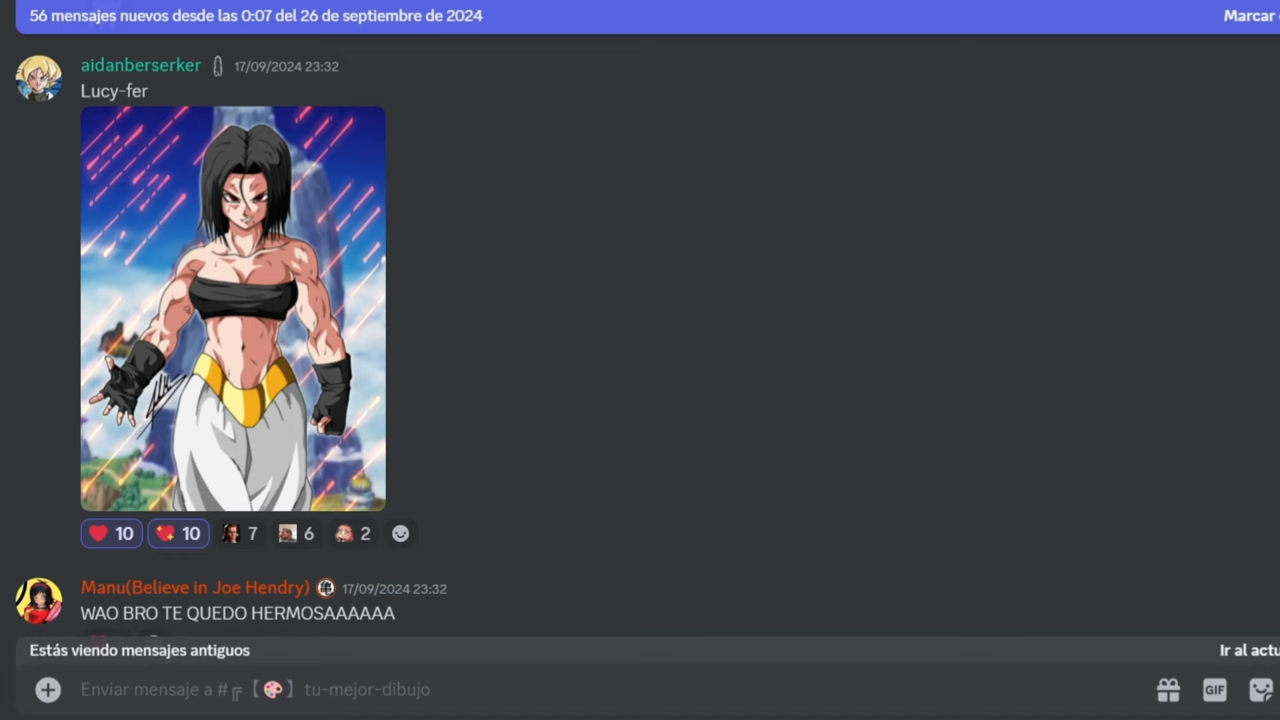 56 mensajes nuevos desde las 0:07 del 26 de septiembre de 2024
Marcar
aidanberserker 17/09/2024 23:32
Lucy-fer
10 10 7 6 2
Manu(Believe in Joe Hendry) 17/09/2024 23:32
WAO BRO TE QUEDO HERMOSAAAAAA
Estás viendo mensajes antiguos
Ir al actu
Enviar mensaje a #╔【🎨】tu-mejor-dibujo
GIF